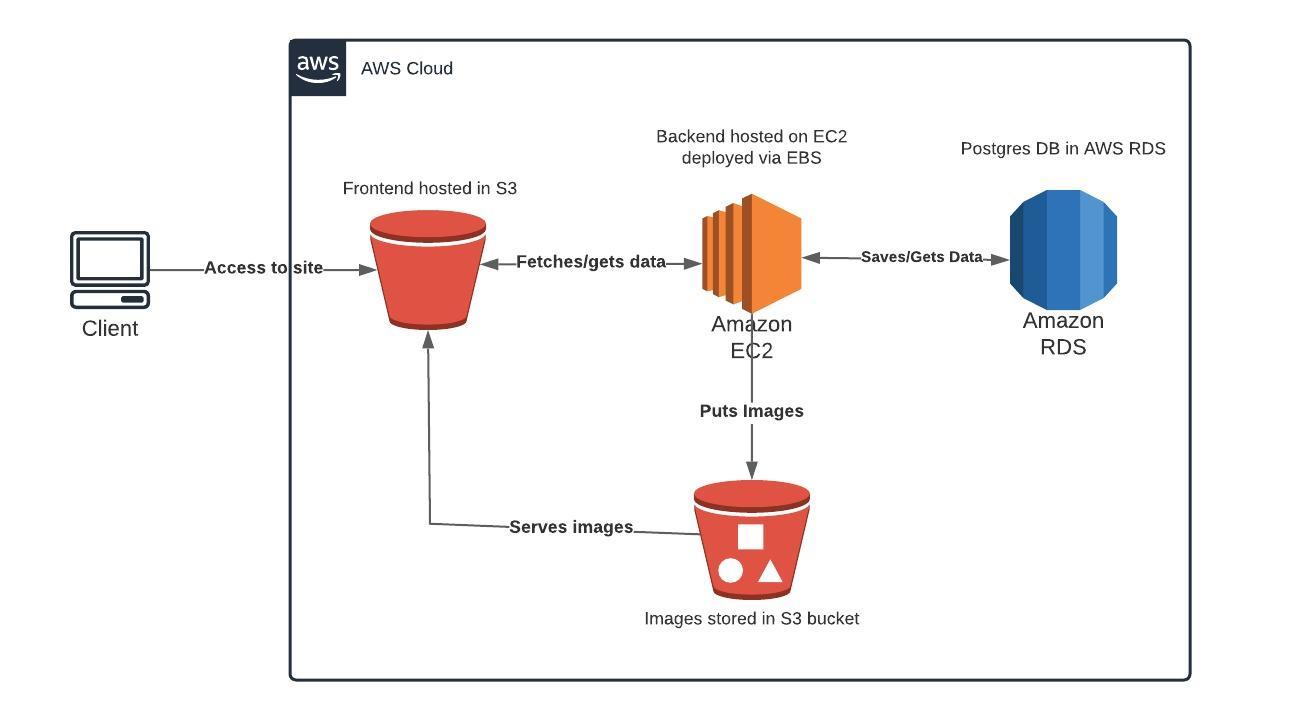 aws
AWS Cloud
Backend hosted on EC2
deployed via EBS
Postgres DB in AWS RDS
Frontend hosted in S3
Access to site
Fetches/gets data
Saves/Gets Data
Client
Amazon
EC2
Amazon
RDS
Puts Images
Serves images
Images stored in S3 bucket